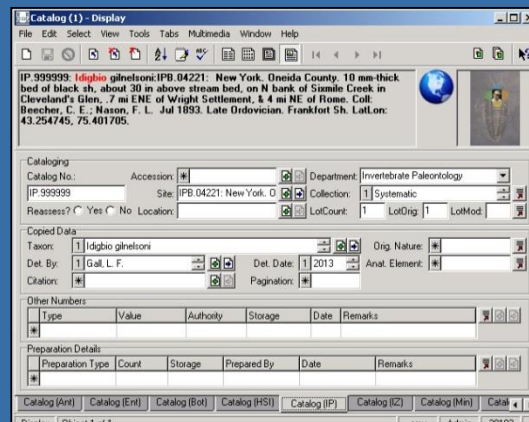 Catalog (1) - Display
File Edit Select View Tools Tabs Multimedia Window Help
IP.999999: Idigbio gilnelsoni:IPB.04221: New York. Oneida County. 10 mm-thick
bed of black sh, about 30 in above stream bed, on N bank of Sixmile Creek in
Cleveland's Glen, .7 mi ENE of Wright Settlement, & 4 mi NE of Rome. Coll:
Beecher, C. E.; Nason, F. L. Jul 1893. Late Ordovician. Frankfort Sh. LatLon:
43.254745, 75.401705.
Cataloging
Catalog No.: Accession: * Department: Invertebrate Paleontology
IP.999999 Site: IPB.04221: New York. O Collection: 1 Systematic
Reassess? Yes No Location: LotCount: 1 LotOrig: 1 LotMod:
Copied Data
Taxon: 1 Idigbio gilnelsoni Orig. Nature: *
Det. By: 1 Gall, L. F. Det. Date: 1 2013 Anat. Element: *
Citation: * Pagination: *
Other Numbers
Type Value Authority Storage Date Remarks
*
Preparation Details
Preparation Type Count Storage Prepared By Date Remarks
*
Catalog (Ant) Catalog (Ent) Catalog (Bot) Catalog (HSI) Catalog (IP) Catalog (IZ) Catalog (Min)